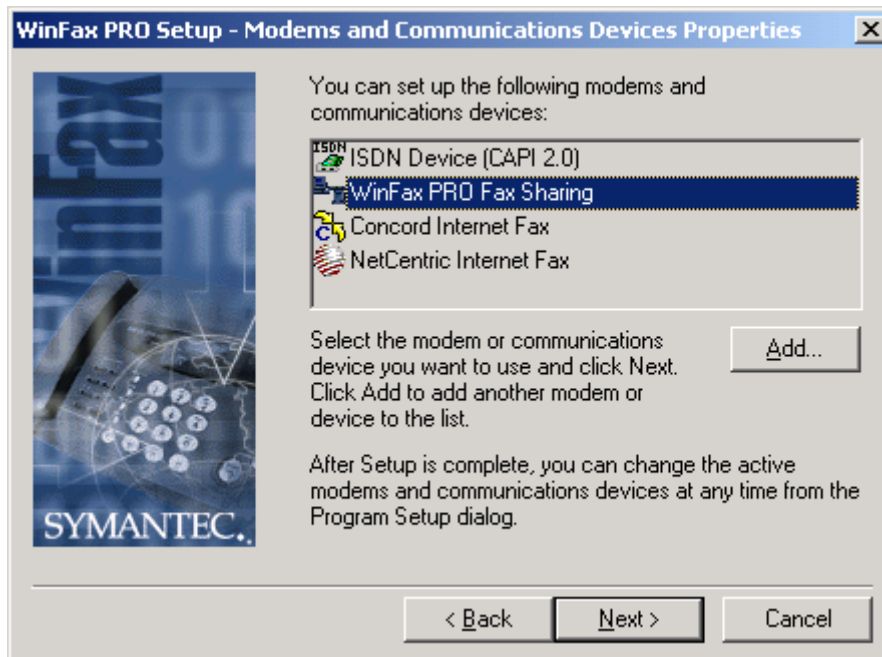 WinFax PRO Setup - Modems and Communications Devices Properties
WinFax
You can set up the following modems and
communications devices:
ISDN
ISDN Device (CAPI 2.0)
WinFax PRO Fax Sharing
Concord Internet Fax
NetCentric Internet Fax
Select the modem or communications
device you want to use and click Next.
Click Add to add another modem or
device to the list.
Add...
After Setup is complete, you can change the active
modems and communications devices at any time from the
Program Setup dialog.
SYMANTEC.
< Back
Next >
Cancel